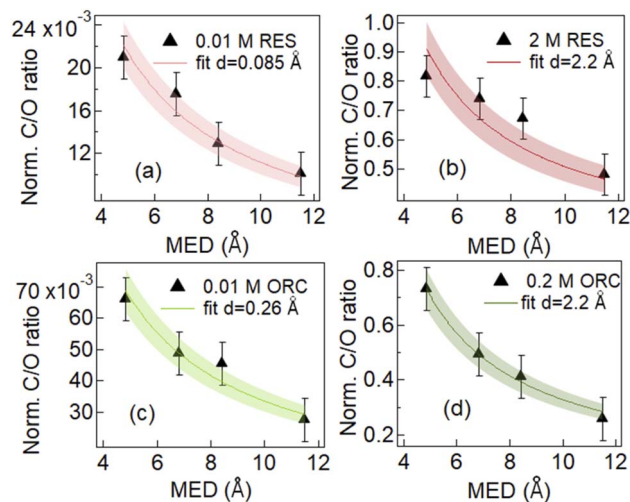 24 x10⁻³
20
16
12
Norm. C/O ratio
0.01 M RES
fit d=0.085 Å
(a)
4 6 8 10 12
MED (Å)
1.0
0.9
0.8
0.7
0.6
0.5
Norm. C/O ratio
2 M RES
fit d=2.2 Å
(b)
4 6 8 10 12
MED (Å)
70 x10⁻³
60
50
40
30
Norm. C/O ratio
0.01 M ORC
fit d=0.26 Å
(c)
4 6 8 10 12
MED (Å)
0.8
0.6
0.4
0.2
Norm. C/O ratio
0.2 M ORC
fit d=2.2 Å
(d)
4 6 8 10 12
MED (Å)